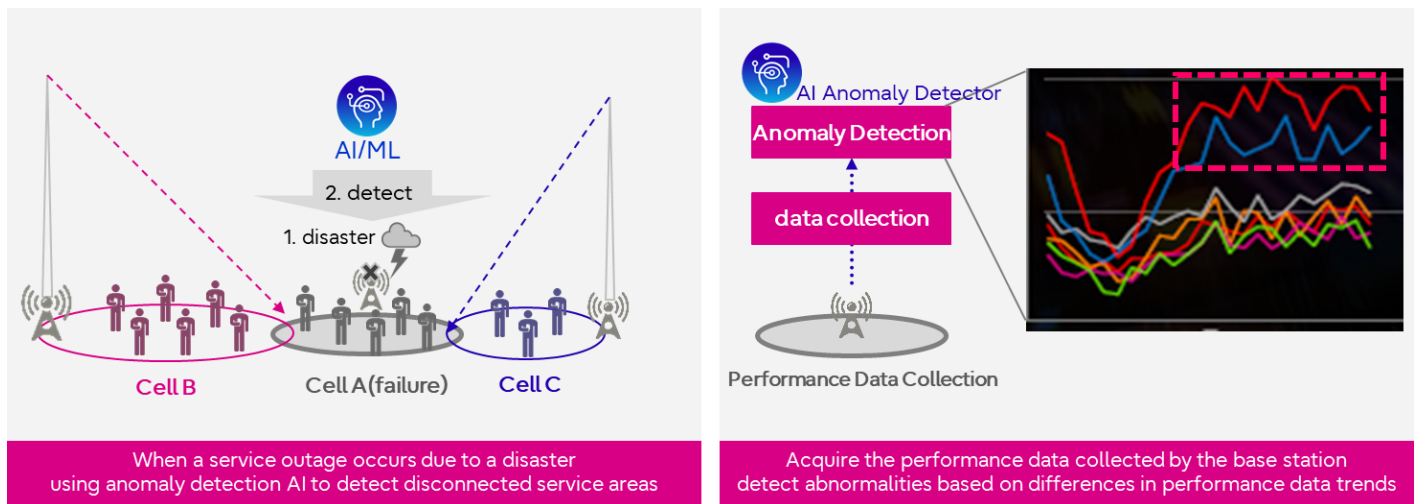 AI/ML
2. detect
1. disaster
Cell B
Cell A(failure)
Cell C
When a service outage occurs due to a disaster
using anomaly detection AI to detect disconnected service areas
AI Anomaly Detector
Anomaly Detection
data collection
Performance Data Collection
Acquire the performance data collected by the base station
detect abnormalities based on differences in performance data trends